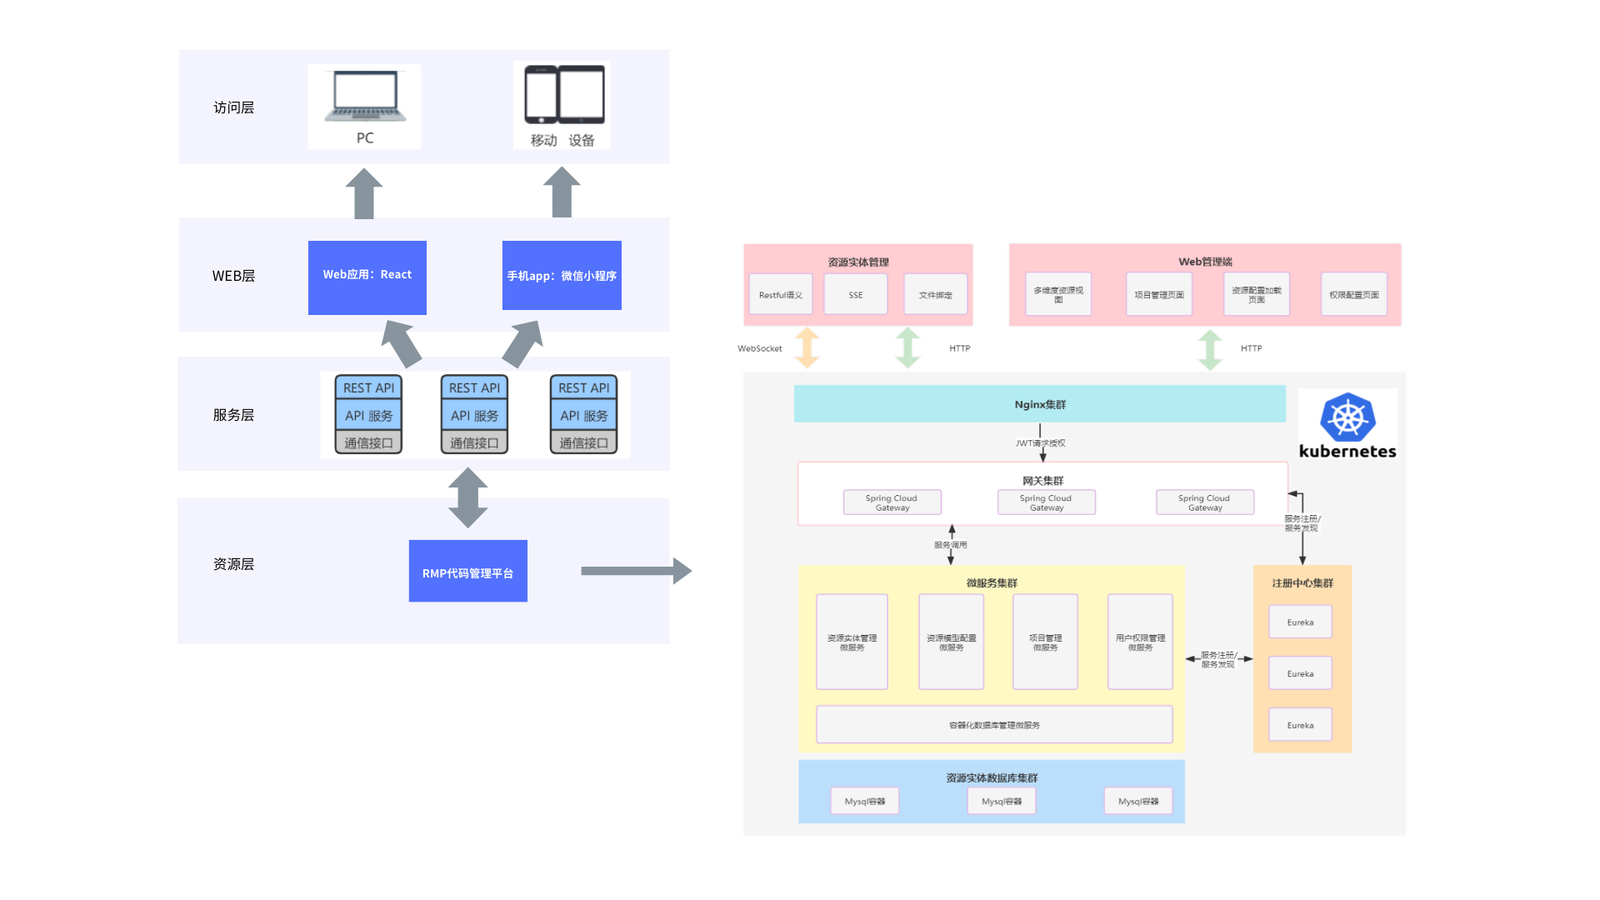 访问层
PC
移动 设备
WEB层
Web应用：React
手机app：微信小程序
服务层
REST API
API 服务
通信接口
REST API
API 服务
通信接口
REST API
API 服务
通信接口
资源层
RMP代码管理平台
资源实体管理
Restful语义
SSE
文件绑定
Web管理端
多维度资源视
图
项目管理页面
资源配置加载
页面
权限配置页面
WebSocket
HTTP
HTTP
Nginx集群
kubernetes
JWT请求授权
网关集群
Spring Cloud
Gateway
Spring Cloud
Gateway
Spring Cloud
Gateway
服务注册/
服务发现
服务调用
微服务集群
资源实体管理
微服务
资源模型配置
微服务
项目管理
微服务
用户权限管理
微服务
容器化数据库管理微服务
服务注册/
服务发现
注册中心集群
Eureka
Eureka
Eureka
资源实体数据库集群
Mysql容器
Mysql容器
Mysql容器